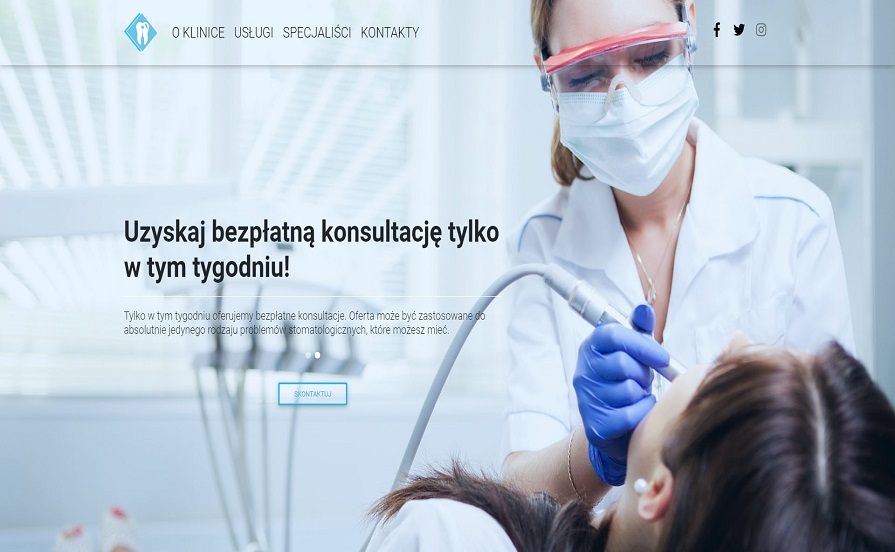 O KLINICE USŁUGI SPECJALIŚCI KONTAKTY
Uzyskaj bezpłatną konsultację tylko
w tym tygodniu!
Tylko w tym tygodniu oferujemy bezpłatne konsultacje. Oferta może być zastosowane do
absolutnie jedynego rodzaju problemów stomatologicznych, które możesz mieć.
SKONTAKTUJ